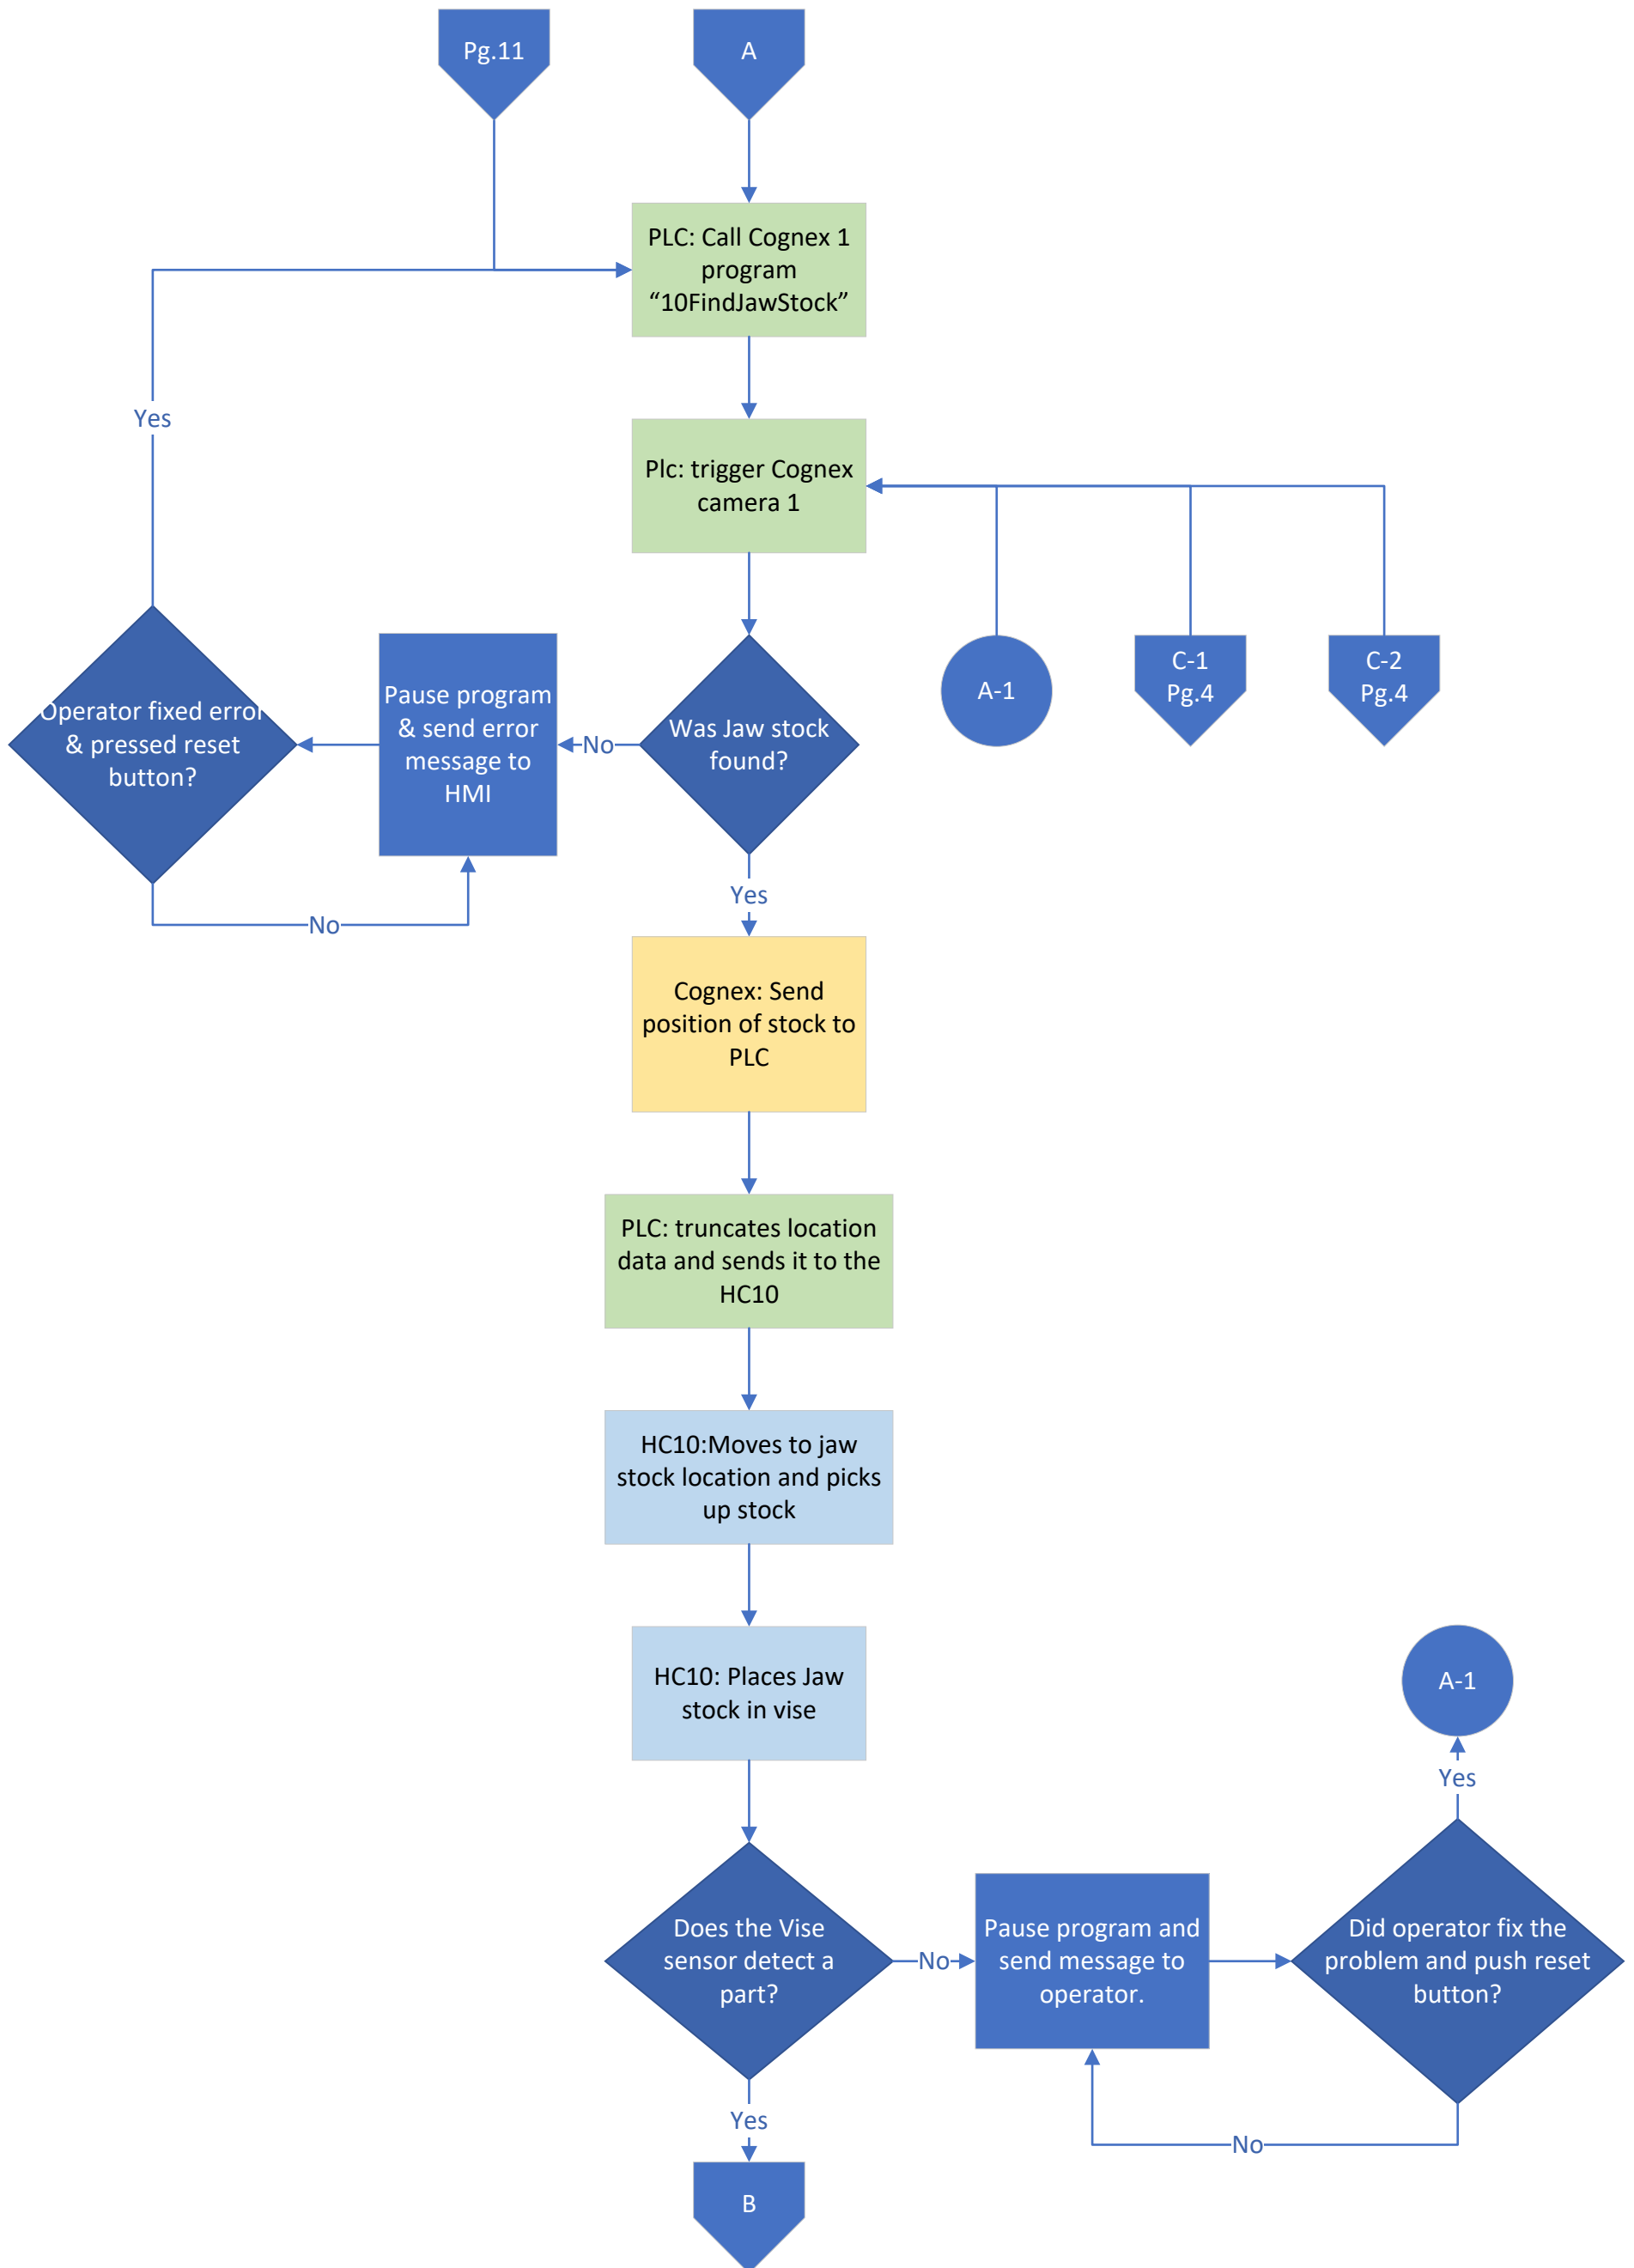 Pg.11
A
PLC: Call Cognex 1
program
“10FindJawStock”
Yes
Plc: trigger Cognex
camera 1
A-1
C-1
Pg.4
C-2
Pg.4
Operator fixed error
& pressed reset
button?
Pause program
& send error
message to
HMI
No
Was Jaw stock
found?
Yes
No
Cognex: Send
position of stock to
PLC
PLC: truncates location
data and sends it to the
HC10
HC10:Moves to jaw
stock location and picks
up stock
HC10: Places Jaw
stock in vise
A-1
Yes
Does the Vise
sensor detect a
part?
No
Pause program and
send message to
operator.
Did operator fix the
problem and push reset
button?
Yes
No
B